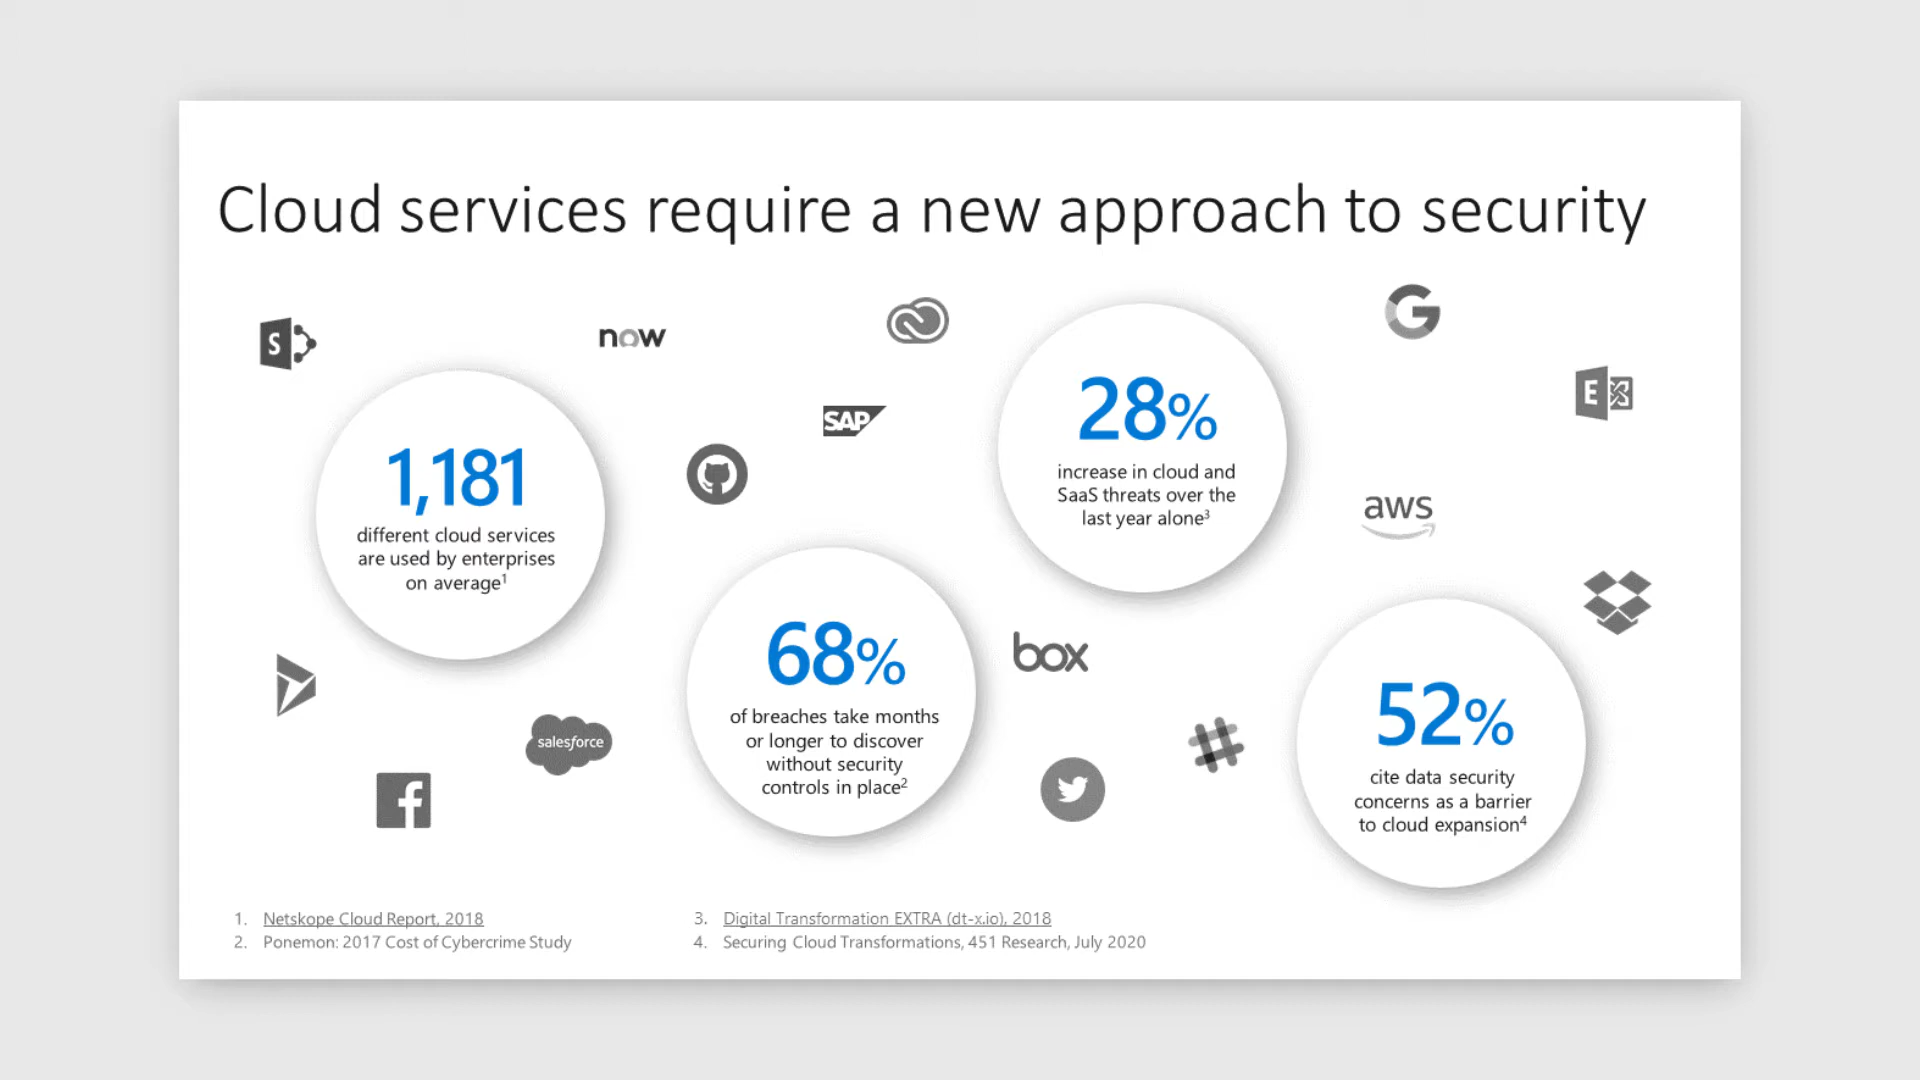 Cloud services require a new approach to security
S
now
G
E
SAP
28%
increase in cloud and
SaaS threats over the
last year alone³
1,181
different cloud services
are used by enterprises
on average¹
aws
68%
of breaches take months
or longer to discover
without security
controls in place²
box
52%
cite data security
concerns as a barrier
to cloud expansion⁴
salesforce
f
1. Netskope Cloud Report, 2018
2. Ponemon: 2017 Cost of Cybercrime Study
3. Digital Transformation EXTRA (dt-x.io), 2018
4. Securing Cloud Transformations, 451 Research, July 2020